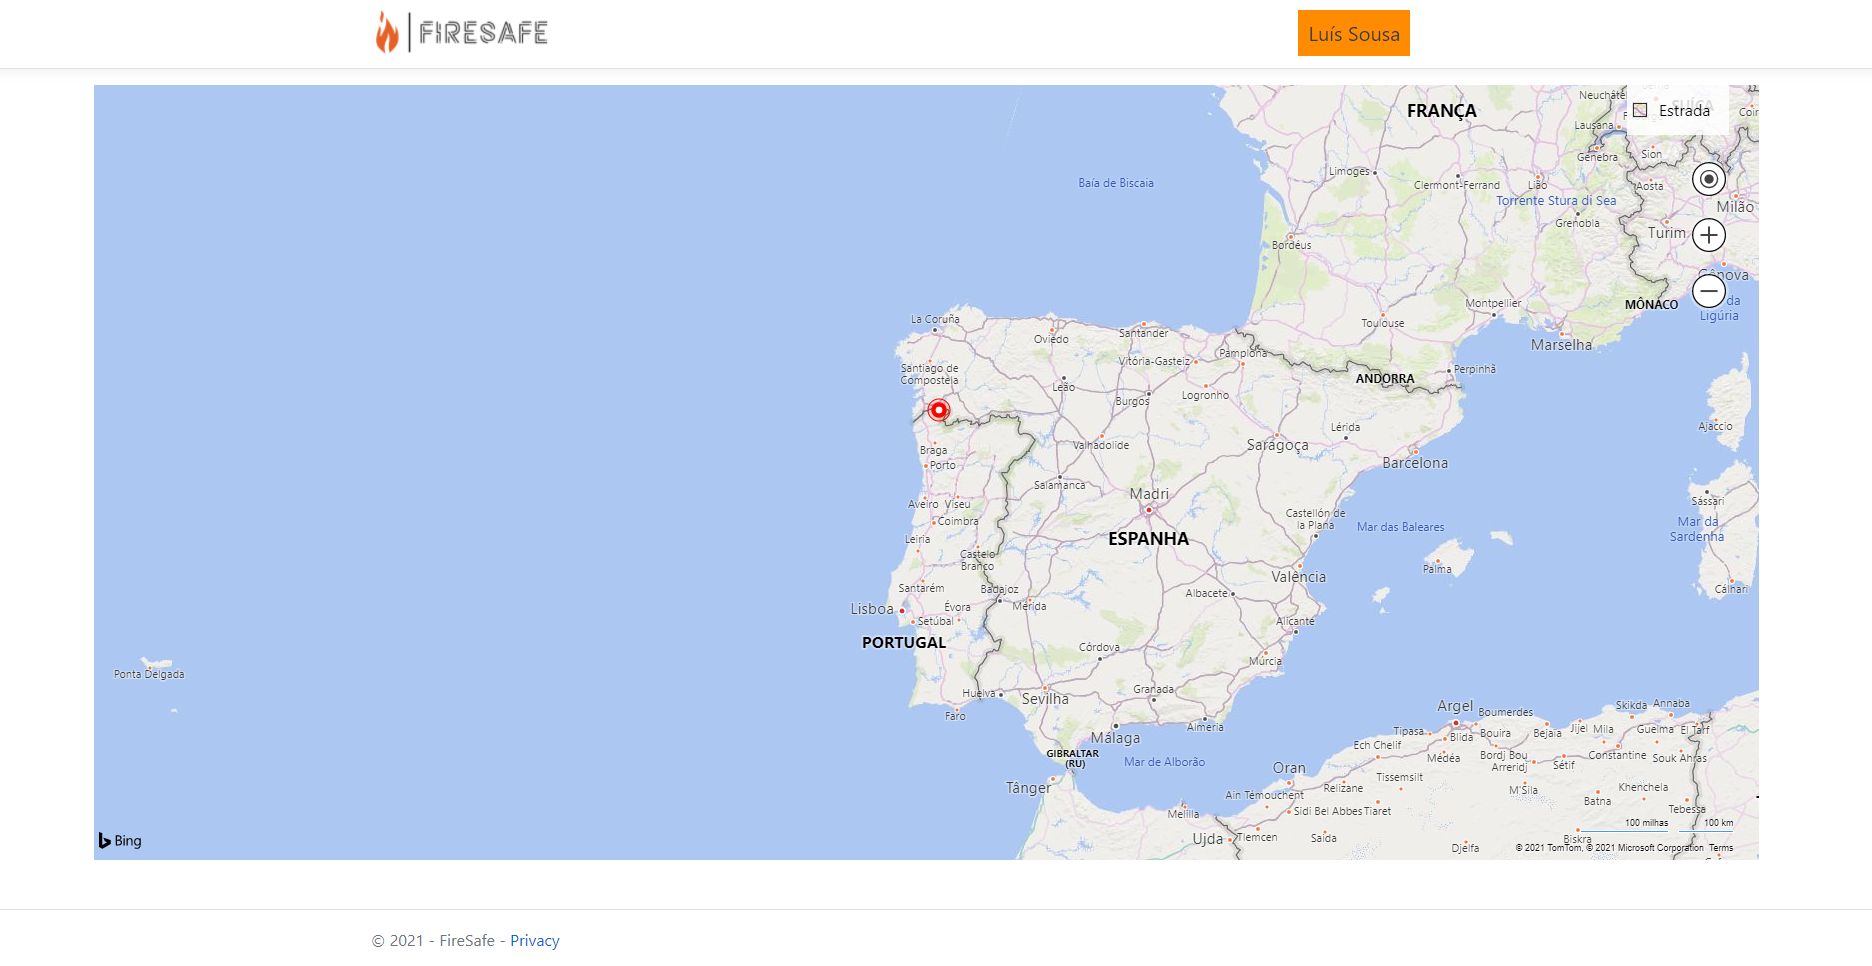 FIRESAFE
Luís Sousa
FRANÇA
Estrada
Lausana
Genebra
Sion
Limoges
Clermont-Ferrand
Lião
Aosta
Baía de Biscaia
Torrente Stura di Sea
Milão
Grenobla
Turim
Bordéus
Génova
Montpellier
MÔNACO
da
Ligúria
La Coruña
Toulouse
Santander
Oviedo
Marselha
Pamplona
Vitória-Gasteiz
Santiago de
Compostela
Perpinhã
ANDORRA
Leão
Burgos
Logronho
Lérida
Ajaccio
Valhadolide
Saragoça
Braga
Barcelona
Porto
Salamanca
Madri
Sássari
Aveiro
Viseu
Castellón de
la Plana
Mar das Baleares
Mar da
Sardenha
Coimbra
ESPANHA
Leiria
Castelo
Branco
Palma
Valência
Santarém
Badajoz
Albacete
Cálhari
Lisboa
Évora
Mérida
Setúbal
Alicante
PORTUGAL
Córdova
Múrcia
Ponta Delgada
Huelva
Sevilha
Granada
Faro
Argel
Boumerdes
Skikda
Annaba
Almeria
Málaga
Tipasa
Blida
Bouira
Bejaia
Jijel
Mila
Guelma
El Tarf
Ech Chelif
GIBRALTAR
(RU)
Mar de Alborão
Médéa
Bordj Bou
Arreridj
Sétif
Constantine
Souk Ahras
Oran
Tissemsilt
Tânger
Ain Témouchent
Relizane
M'Sila
Khenchela
Batna
Tebessa
Sidi Bel Abbes
Tiaret
Melilla
100 milhas
100 km
Ujda
Tlemcen
Saida
Biskra
Djelfa
Bing
© 2021 TomTom, © 2021 Microsoft Corporation Terms
© 2021 - FireSafe - Privacy